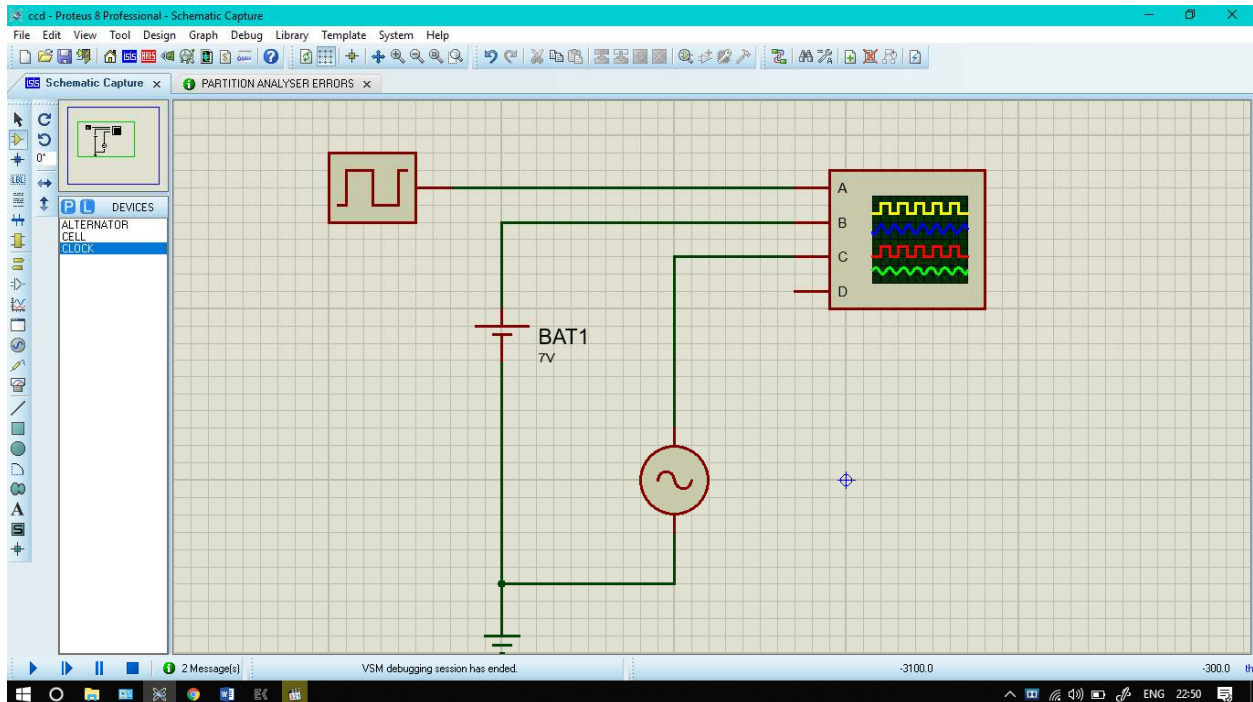 ccd - Proteus 8 Professional - Schematic Capture
File Edit View Tool Design Graph Debug Library Template System Help
Schematic Capture x PARTITION ANALYSER ERRORS x
0°
LBL
P L DEVICES
ALTERNATOR
CELL
CLOCK
A
B
C
D
BAT1
7V
A
S
2 Message(s) VSM debugging session has ended. -3100.0 -300.0 th
ENG 22:50